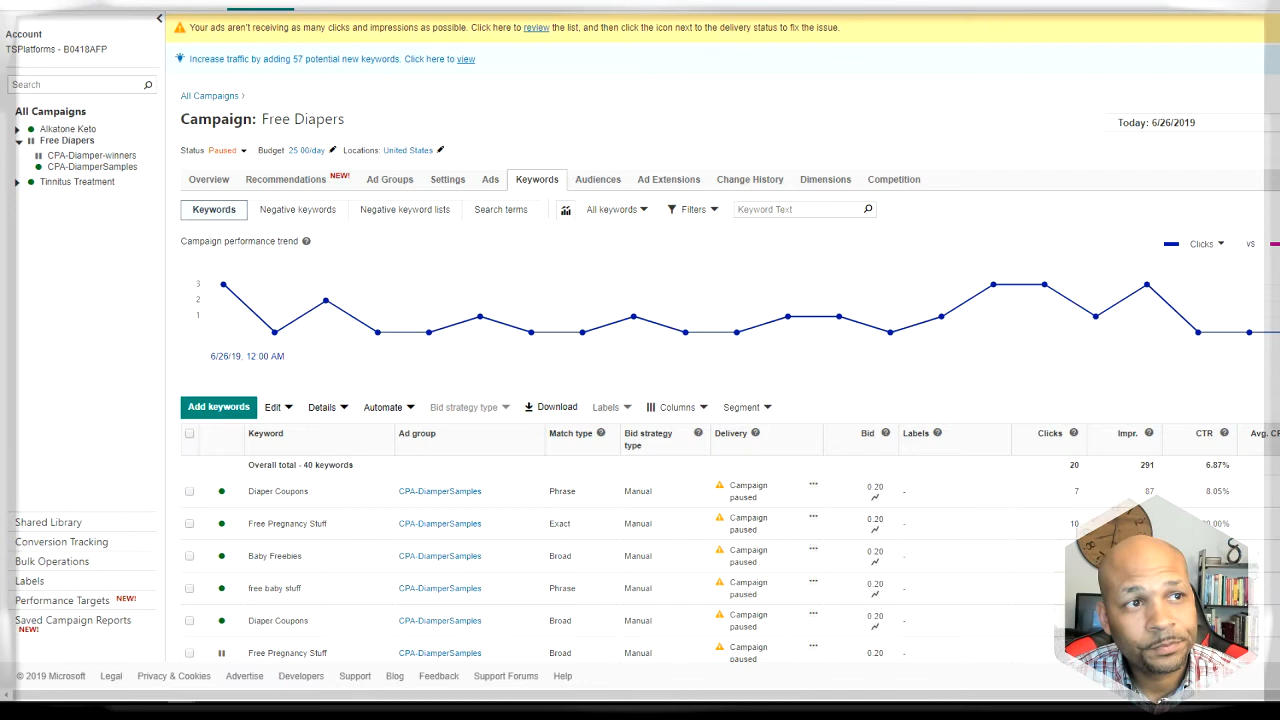 Account
TSPlatforms - B0418AFP
Search
All Campaigns
Alkatone Keto
Free Diapers
CPA-Diamper-winners
CPA-DiamperSamples
Tinnitus Treatment
Shared Library
Conversion Tracking
Bulk Operations
Labels
Performance Targets NEW!
Saved Campaign Reports
NEW!
Your ads aren't receiving as many clicks and impressions as possible. Click here to review the list, and then click the icon next to the delivery status to fix the issue.
Increase traffic by adding 57 potential new keywords. Click here to view
All Campaigns ›
Campaign: Free Diapers
Today: 6/26/2019
Status Paused Budget 25.00/day Locations: United States
Overview Recommendations NEW! Ad Groups Settings Ads Keywords Audiences Ad Extensions Change History Dimensions Competition
Keywords Negative keywords Negative keyword lists Search terms All keywords Filters Keyword Text
Campaign performance trend
Clicks vs
3
2
1
6/26/19, 12:00 AM
Add keywords Edit Details Automate Bid strategy type Download Labels Columns Segment
Keyword Ad group Match type Bid strategy type Delivery Bid Labels Clicks Impr. CTR
Overall total - 40 keywords 20 291 6.87%
Diaper Coupons CPA-DiamperSamples Phrase Manual Campaign paused 0.20 - 7 87 8.05%
Free Pregnancy Stuff CPA-DiamperSamples Exact Manual Campaign paused 0.20 - 10
Baby Freebies CPA-DiamperSamples Broad Manual Campaign paused 0.20 -
free baby stuff CPA-DiamperSamples Phrase Manual Campaign paused 0.20 -
Diaper Coupons CPA-DiamperSamples Broad Manual Campaign paused 0.20 -
Free Pregnancy Stuff CPA-DiamperSamples Broad Manual Campaign paused 0.20 -
© 2019 Microsoft Legal Privacy & Cookies Advertise Developers Support Blog Feedback Support Forums Help